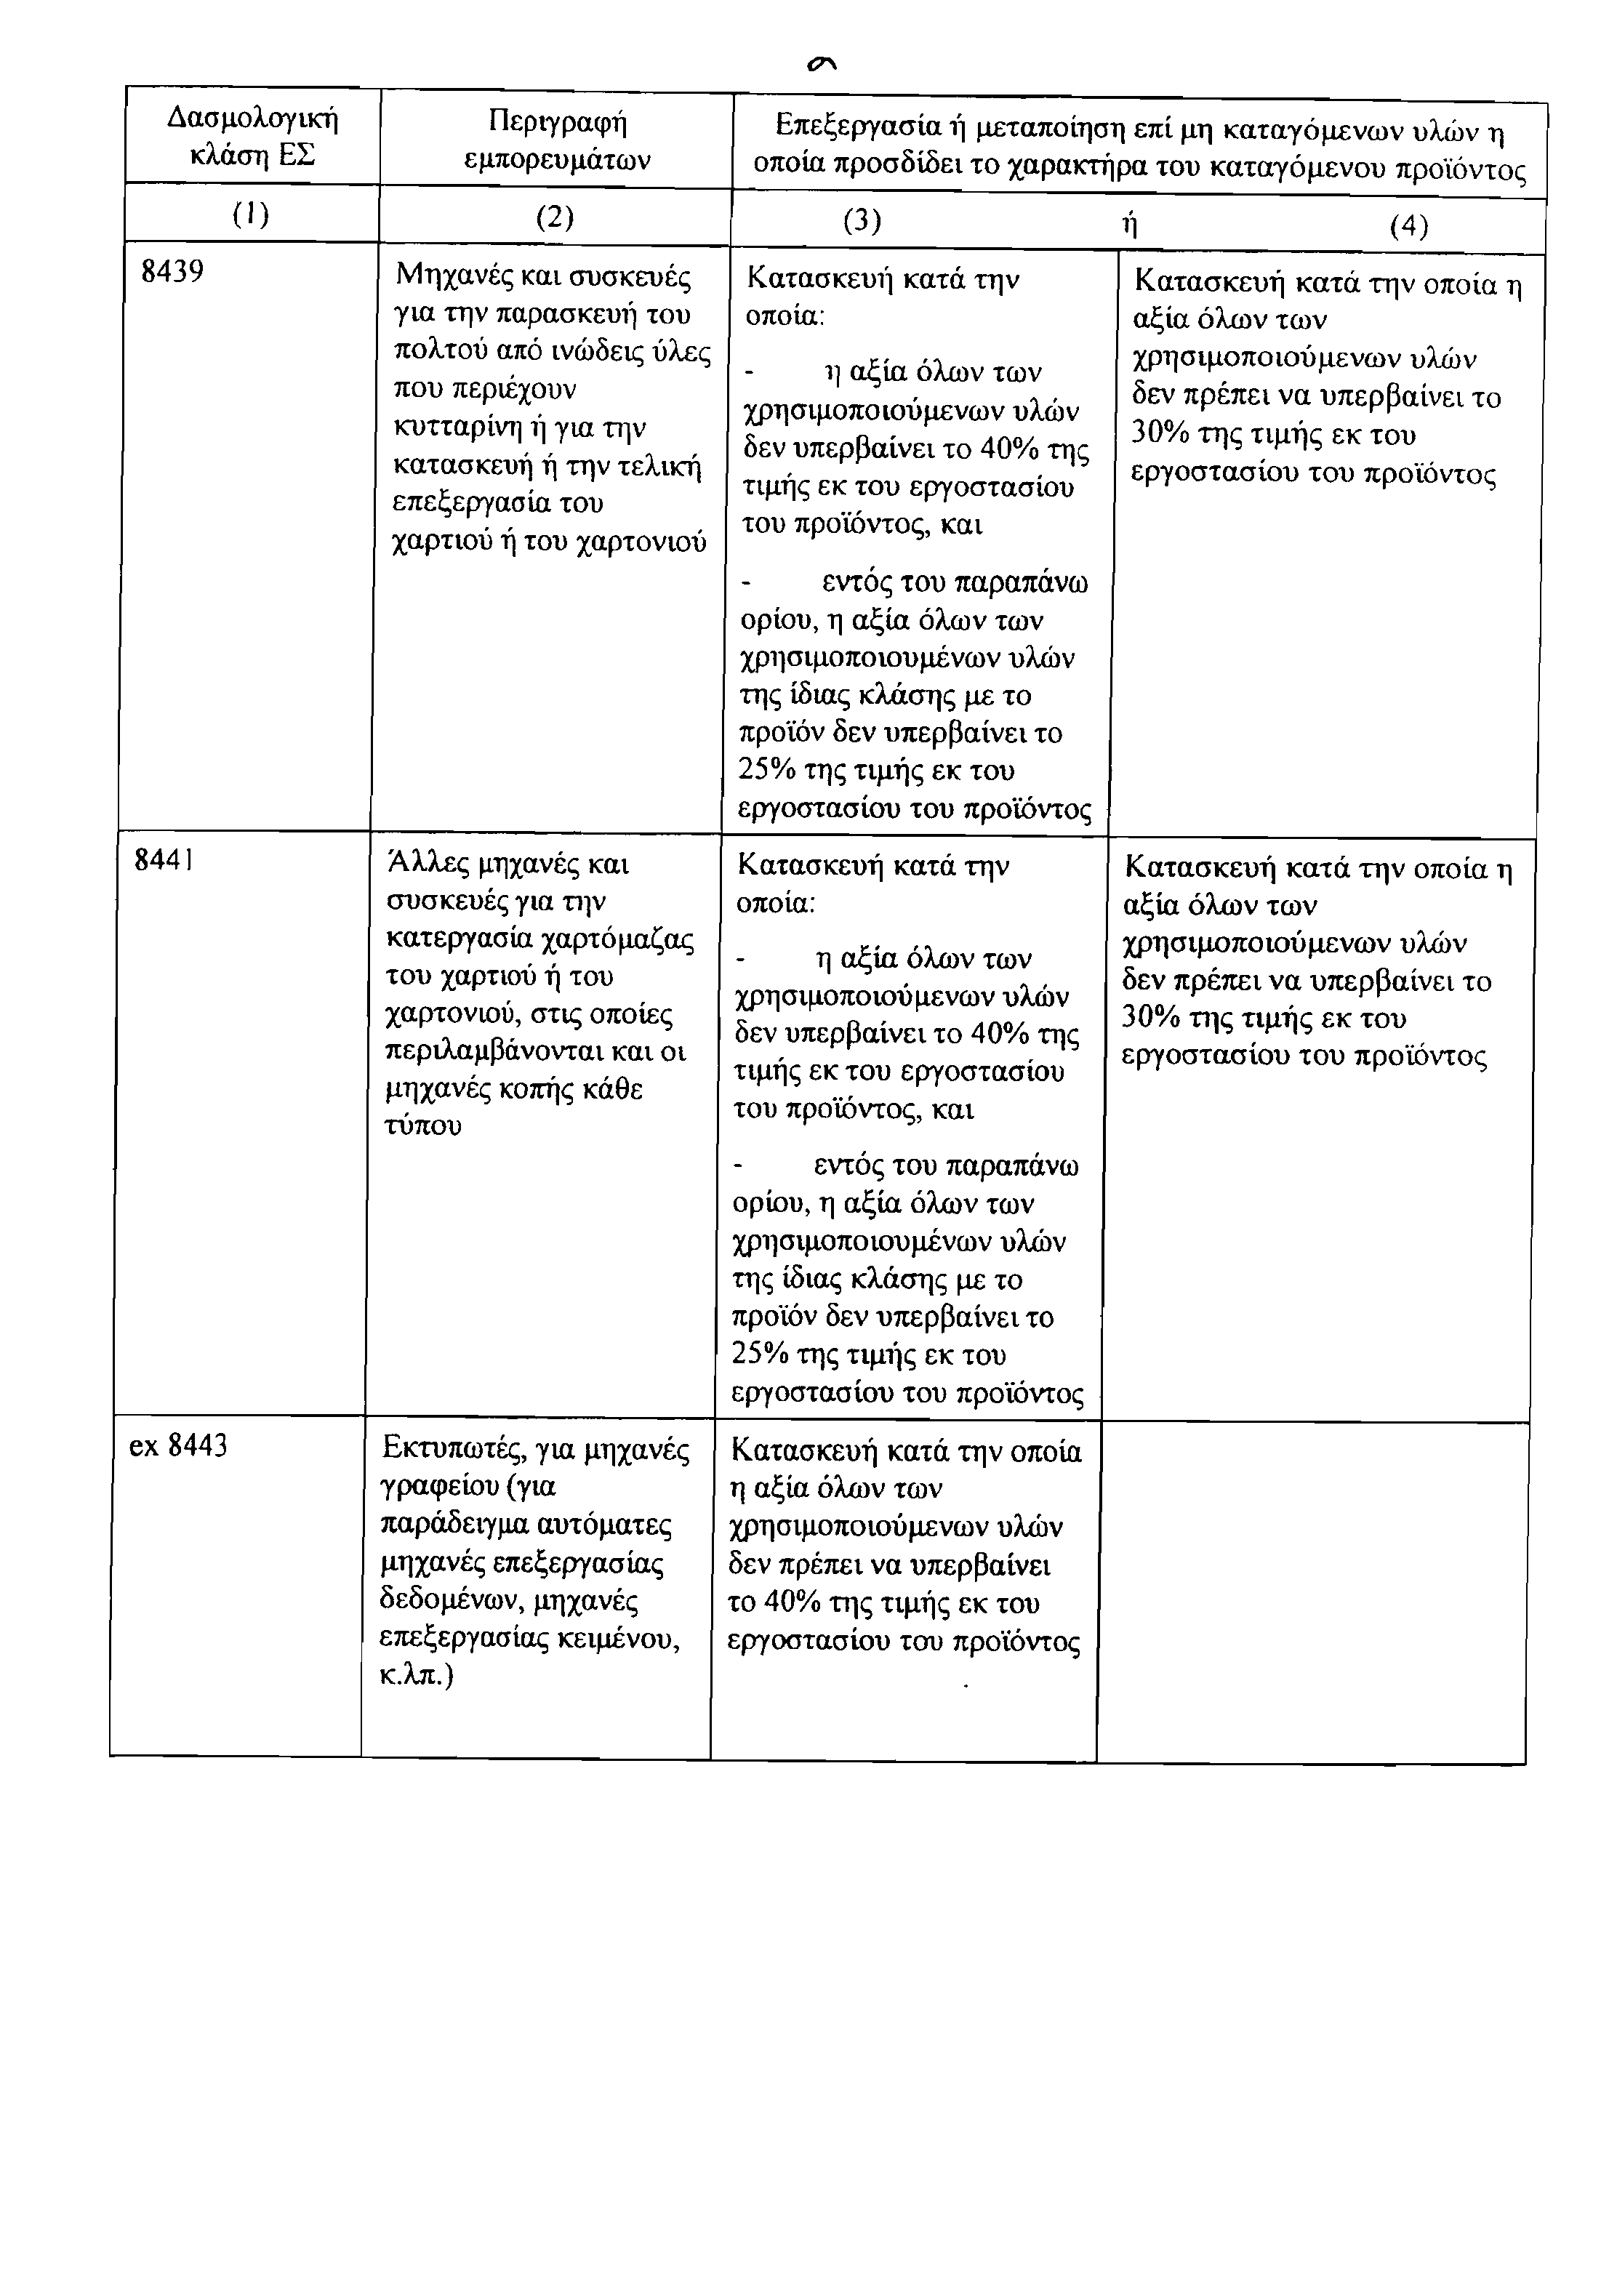 Δασμολογική
κλάση ΕΣ
Περιγραφή
εμπορευμάτων
Επεξεργασία ή μεταποίηση επί μη καταγόμενων υλών η
οποία προσδίδει το χαρακτήρα του καταγόμενου προϊόντος
(1)
(2)
(3) ή (4)
8439
Μηχανές και συσκευές
για την παρασκευή του
πολτού από ινώδεις ύλες
που περιέχουν
κυτταρίνη ή για την
κατασκευή ή την τελική
επεξεργασία του
χαρτιού ή του χαρτονιού
Κατασκευή κατά την
οποία:
- η αξία όλων των
χρησιμοποιούμενων υλών
δεν υπερβαίνει το 40% της
τιμής εκ του εργοστασίου
του προϊόντος, και
- εντός του παραπάνω
ορίου, η αξία όλων των
χρησιμοποιουμένων υλών
της ίδιας κλάσης με το
προϊόν δεν υπερβαίνει το
25% της τιμής εκ του
εργοστασίου του προϊόντος
Κατασκευή κατά την οποία η
αξία όλων των
χρησιμοποιούμενων υλών
δεν πρέπει να υπερβαίνει το
30% της τιμής εκ του
εργοστασίου του προϊόντος
8441
Άλλες μηχανές και
συσκευές για την
κατεργασία χαρτόμαζας
του χαρτιού ή του
χαρτονιού, στις οποίες
περιλαμβάνονται και οι
μηχανές κοπής κάθε
τύπου
Κατασκευή κατά την
οποία:
- η αξία όλων των
χρησιμοποιούμενων υλών
δεν υπερβαίνει το 40% της
τιμής εκ του εργοστασίου
του προϊόντος, και
- εντός του παραπάνω
ορίου, η αξία όλων των
χρησιμοποιουμένων υλών
της ίδιας κλάσης με το
προϊόν δεν υπερβαίνει το
25% της τιμής εκ του
εργοστασίου του προϊόντος
Κατασκευή κατά την οποία η
αξία όλων των
χρησιμοποιούμενων υλών
δεν πρέπει να υπερβαίνει το
30% της τιμής εκ του
εργοστασίου του προϊόντος
ex 8443
Εκτυπωτές, για μηχανές
γραφείου (για
παράδειγμα αυτόματες
μηχανές επεξεργασίας
δεδομένων, μηχανές
επεξεργασίας κειμένου,
κ.λπ.)
Κατασκευή κατά την οποία
η αξία όλων των
χρησιμοποιούμενων υλών
δεν πρέπει να υπερβαίνει
το 40% της τιμής εκ του
εργοστασίου του προϊόντος